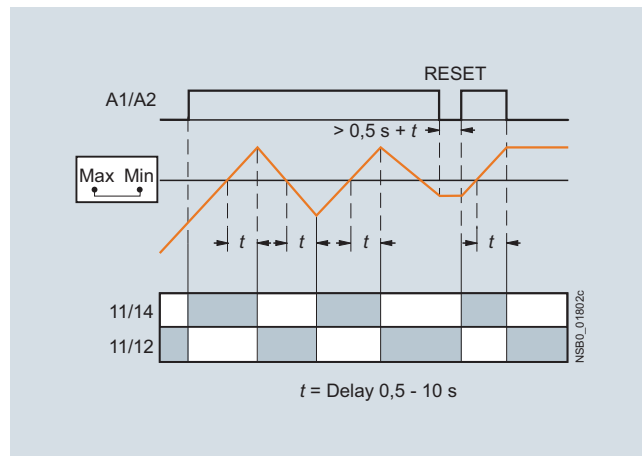 RESET
A1/A2
> 0,5 s + t
Max Min
t t t t
11/14
11/12
NSB0_01802c
t = Delay 0,5 - 10 s